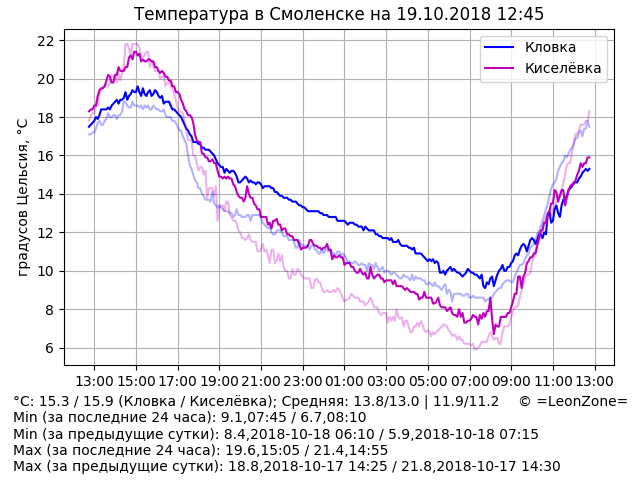 Температура в Смоленске на 19.10.2018 12:45
Кловка
Киселёвка
градусов Цельсия, °C
22
20
18
16
14
12
10
8
6
13:00 15:00 17:00 19:00 21:00 23:00 01:00 03:00 05:00 07:00 09:00 11:00 13:00
°C: 15.3 / 15.9 (Кловка / Киселёвка); Средняя: 13.8/13.0 | 11.9/11.2 © =LeonZone=
Min (за последние 24 часа): 9.1,07:45 / 6.7,08:10
Min (за предыдущие сутки): 8.4,2018-10-18 06:10 / 5.9,2018-10-18 07:15
Max (за последние 24 часа): 19.6,15:05 / 21.4,14:55
Max (за предыдущие сутки): 18.8,2018-10-17 14:25 / 21.8,2018-10-17 14:30